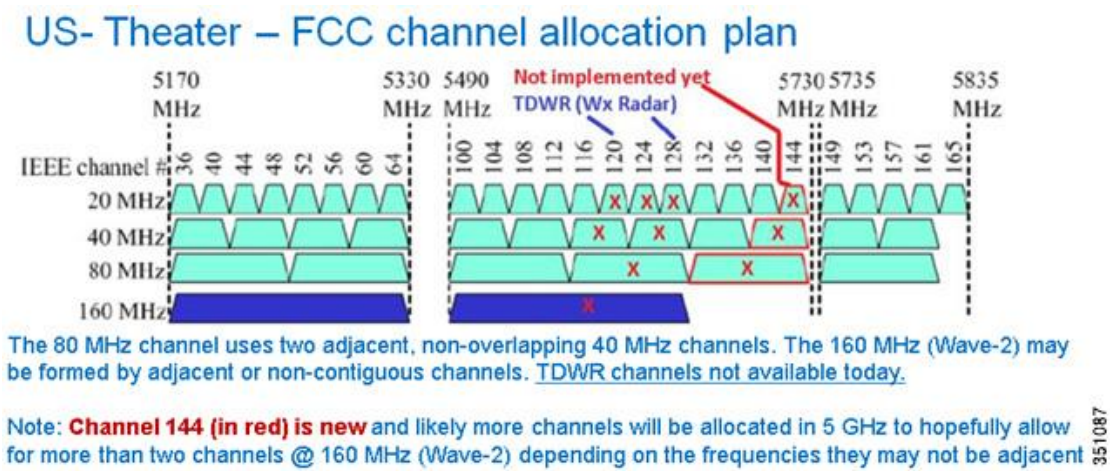 US- Theater – FCC channel allocation plan
5170 MHz
5330 MHz
5490 MHz
Not implemented yet
TDWR (Wx Radar)
5730 MHz
5735 MHz
5835 MHz
IEEE channel # 36 40 44 48 52 56 60 64 100 104 108 112 116 120 124 128 132 136 140 144 149 153 157 161 165
20 MHz X X X X
40 MHz X X X
80 MHz X X
160 MHz X
The 80 MHz channel uses two adjacent, non-overlapping 40 MHz channels. The 160 MHz (Wave-2) may
be formed by adjacent or non-contiguous channels. TDWR channels not available today.
Note: Channel 144 (in red) is new and likely more channels will be allocated in 5 GHz to hopefully allow
for more than two channels @ 160 MHz (Wave-2) depending on the frequencies they may not be adjacent
351087